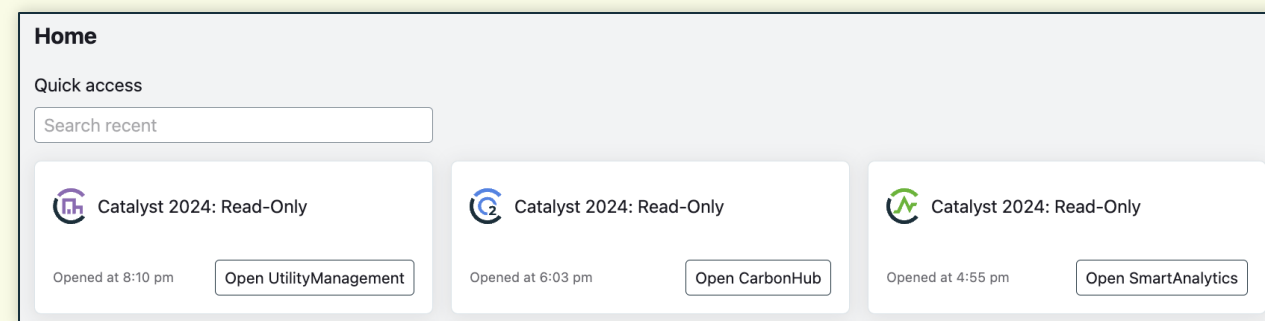 Home
Quick access
Search recent
Catalyst 2024: Read-Only
Opened at 8:10 pm
Open UtilityManagement
2
Catalyst 2024: Read-Only
Opened at 6:03 pm
Open CarbonHub
Catalyst 2024: Read-Only
Opened at 4:55 pm
Open SmartAnalytics